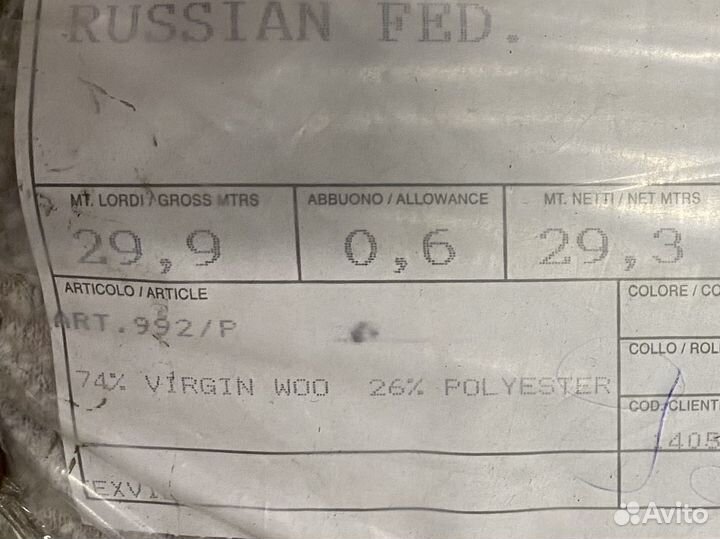 RUSSIAN FED.
MT. LORDI / GROSS MTRS ABBUONO / ALLOWANCE MT. NETTI / NET MTRS
29,9 0,6 29,3
ARTICOLO / ARTICLE COLORE / CO
ART.992/P
COLLO / ROLL
74% VIRGIN WOO 26% POLYESTER
COD. CLIENT
1405
Avito